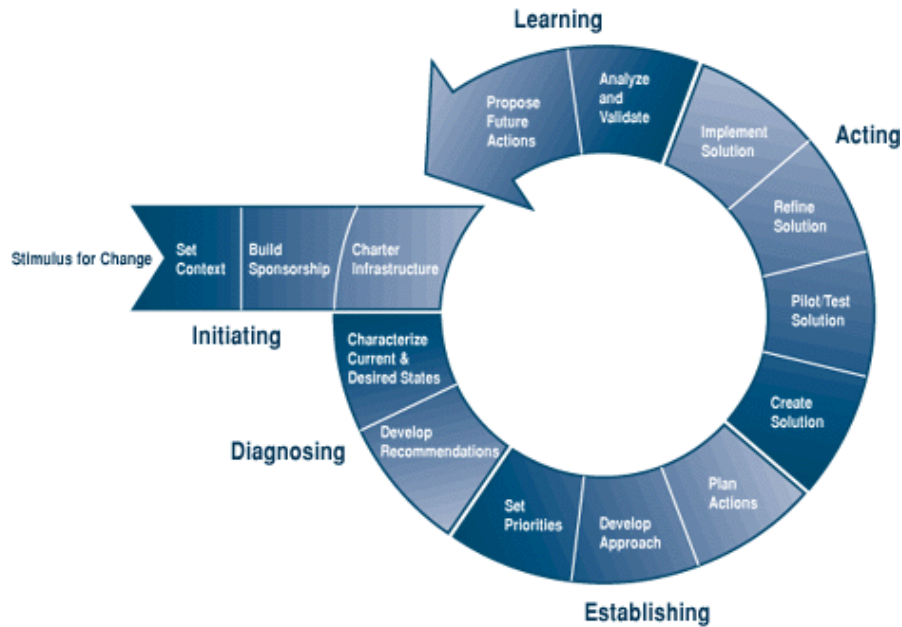 Learning
Propose
Future
Actions
Analyze
and
Validate
Implement
Solution
Acting
Refine
Solution
Pilot/Test
Solution
Create
Solution
Stimulus for Change
Set
Context
Build
Sponsorship
Charter
Infrastructure
Initiating
Characterize
Current &
Desired States
Diagnosing
Develop
Recommendations
Set
Priorities
Develop
Approach
Plan
Actions
Establishing